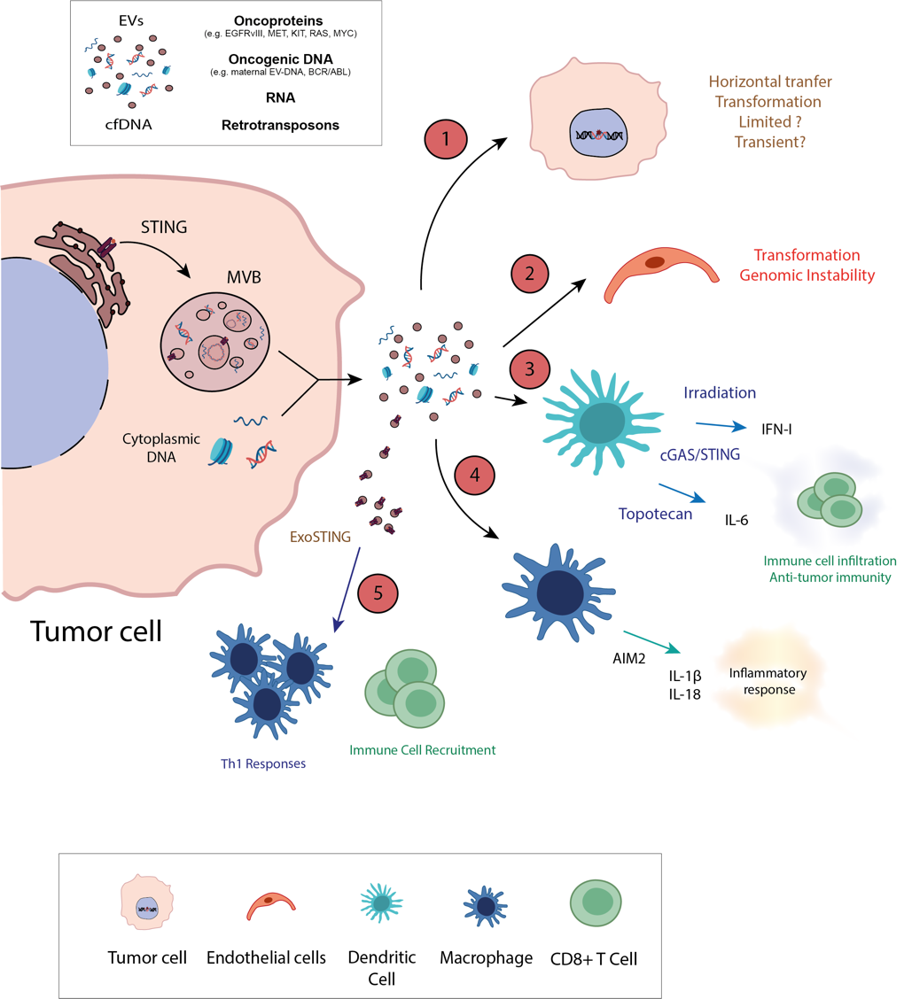 EVs
cfDNA
Oncoproteins
(e.g. EGFRvIII, MET, KIT, RAS, MYC)
Oncogenic DNA
(e.g. maternal EV-DNA, BCR/ABL)
RNA
Retrotransposons
1
Horizontal tranfer
Transformation
Limited ?
Transient?
STING
MVB
Cytoplasmic
DNA
Tumor cell
2
Transformation
Genomic Instability
3
Irradiation
IFN-I
cGAS/STING
Topotecan
IL-6
Immune cell infiltration
Anti-tumor immunity
4
AIM2
IL-1β
IL-18
Inflammatory
response
ExoSTING
5
Th1 Responses
Immune Cell Recruitment
Tumor cell
Endothelial cells
Dendritic
Cell
Macrophage
CD8+ T Cell